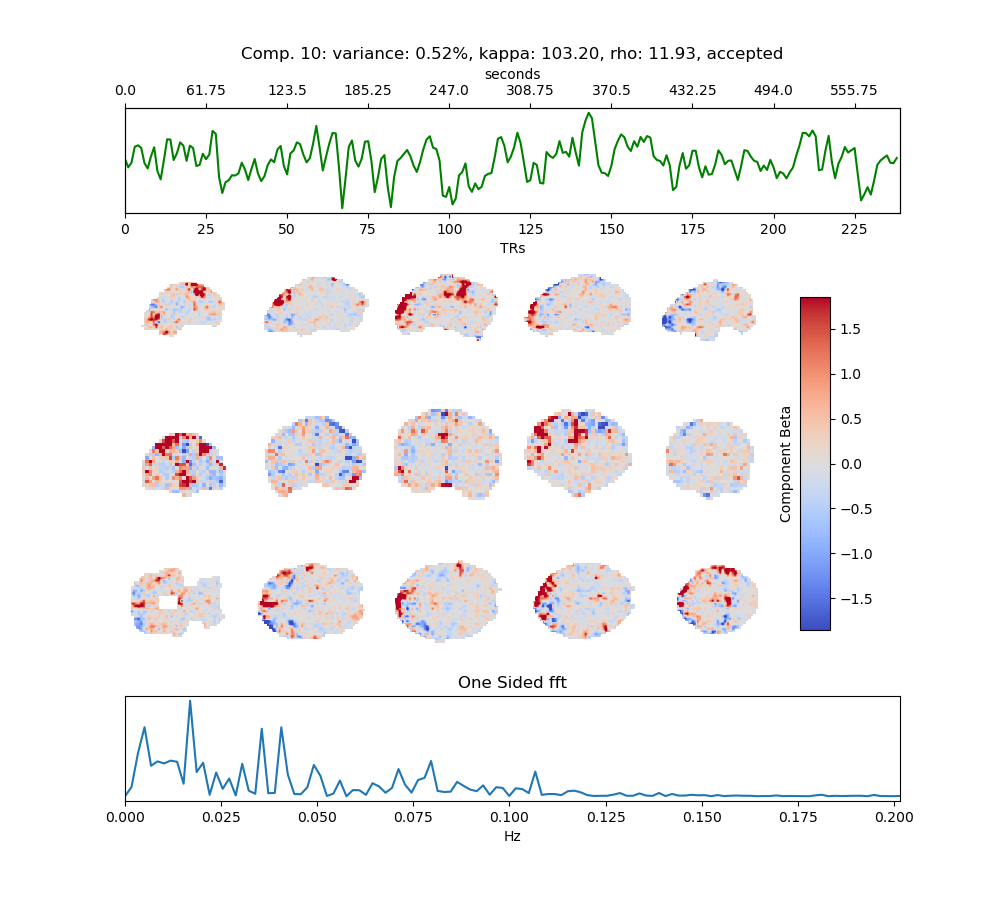 Comp. 10: variance: 0.52%, kappa: 103.20, rho: 11.93, accepted
seconds
0.0 61.75 123.5 185.25 247.0 308.75 370.5 432.25 494.0 555.75
0 25 50 75 100 125 150 175 200 225
TRs
1.5
1.0
0.5
0.0
−0.5
−1.0
−1.5
Component Beta
One Sided fft
0.000 0.025 0.050 0.075 0.100 0.125 0.150 0.175 0.200
Hz